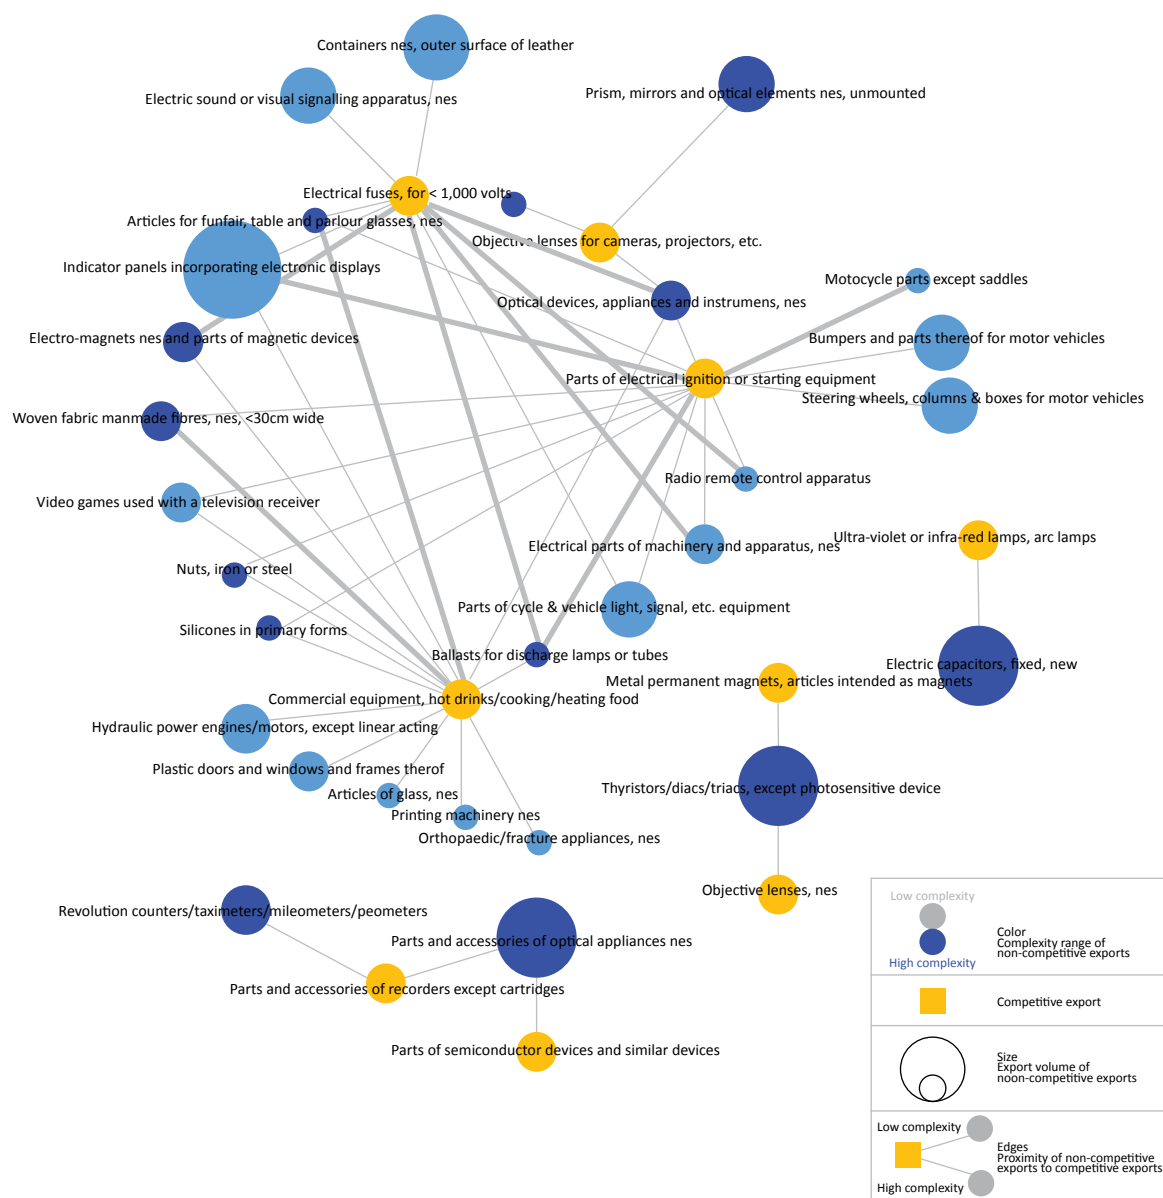 Containers nes, outer surface of leather
Electric sound or visual signalling apparatus, nes
Prism, mirrors and optical elements nes, unmounted
Electrical fuses, for < 1,000 volts
Articles for funfair, table and parlour glasses, nes
Objective lenses for cameras, projectors, etc.
Indicator panels incorporating electronic displays
Motocycle parts except saddles
Optical devices, appliances and instrumens, nes
Electro-magnets nes and parts of magnetic devices
Bumpers and parts thereof for motor vehicles
Parts of electrical ignition or starting equipment
Steering wheels, columns & boxes for motor vehicles
Woven fabric manmade fibres, nes, <30cm wide
Radio remote control apparatus
Video games used with a television receiver
Ultra-violet or infra-red lamps, arc lamps
Electrical parts of machinery and apparatus, nes
Nuts, iron or steel
Parts of cycle & vehicle light, signal, etc. equipment
Silicones in primary forms
Ballasts for discharge lamps or tubes
Electric capacitors, fixed, new
Metal permanent magnets, articles intended as magnets
Commercial equipment, hot drinks/cooking/heating food
Hydraulic power engines/motors, except linear acting
Plastic doors and windows and frames therof
Thyristors/diacs/triacs, except photosensitive device
Articles of glass, nes
Printing machinery nes
Orthopaedic/fracture appliances, nes
Objective lenses, nes
Revolution counters/taximeters/mileometers/peometers
Parts and accessories of optical appliances nes
Parts and accessories of recorders except cartridges
Parts of semiconductor devices and similar devices
Low complexity
High complexity
Color
Complexity range of
non-competitive exports
Competitive export
Size
Export volume of
noon-competitive exports
Low complexity
High complexity
Edges
Proximity of non-competitive
exports to competitive exports